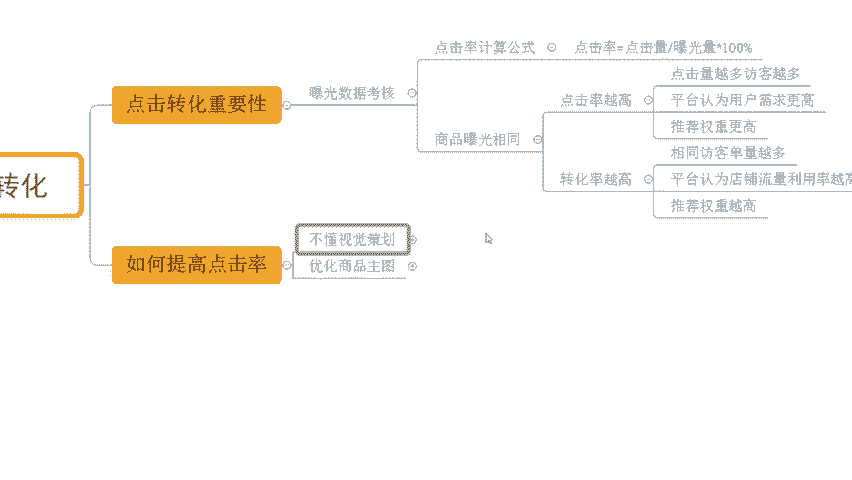 转化
点击转化重要性
曝光数据考核
点击率计算公式
点击率=点击量/曝光量*100%
商品曝光相同
点击率越高
点击量越多访客越多
平台认为用户需求更高
推荐权重更高
转化率越高
相同访客单量越多
平台认为店铺流量利用率越高
推荐权重越高
如何提高点击率
不懂视觉策划
优化商品主图